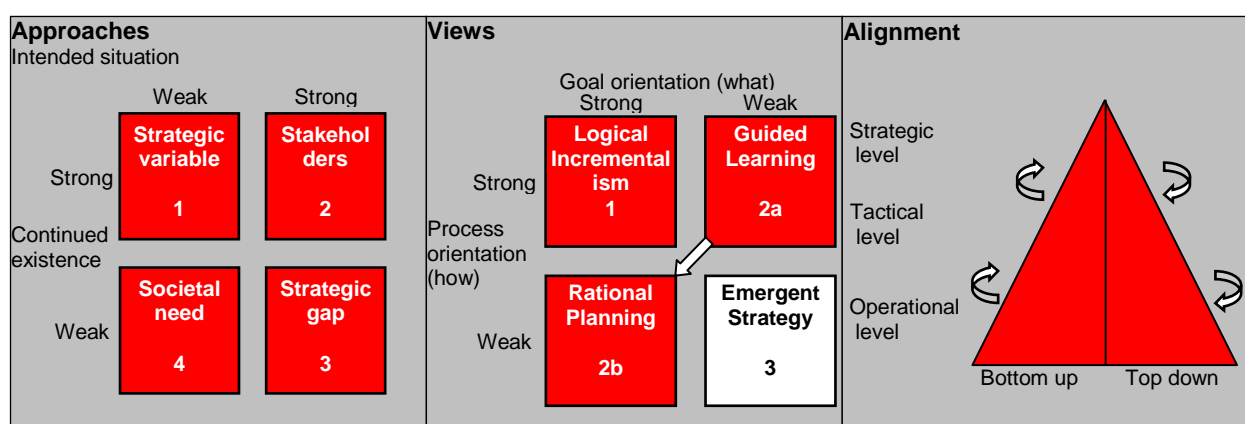 Approaches
Intended situation
Weak
Strong
Strategic
variable
1
Stakehol
ders
2
Strong
Continued
existence
Societal
need
4
Strategic
gap
3
Weak
Views
Goal orientation (what)
Strong
Weak
Logical
Incremental
ism
1
Guided
Learning
2a
Strong
Process
orientation
(how)
Rational
Planning
2b
Emergent
Strategy
3
Weak
Alignment
Strategic
level
Tactical
level
Operational
level
Bottom up
Top down